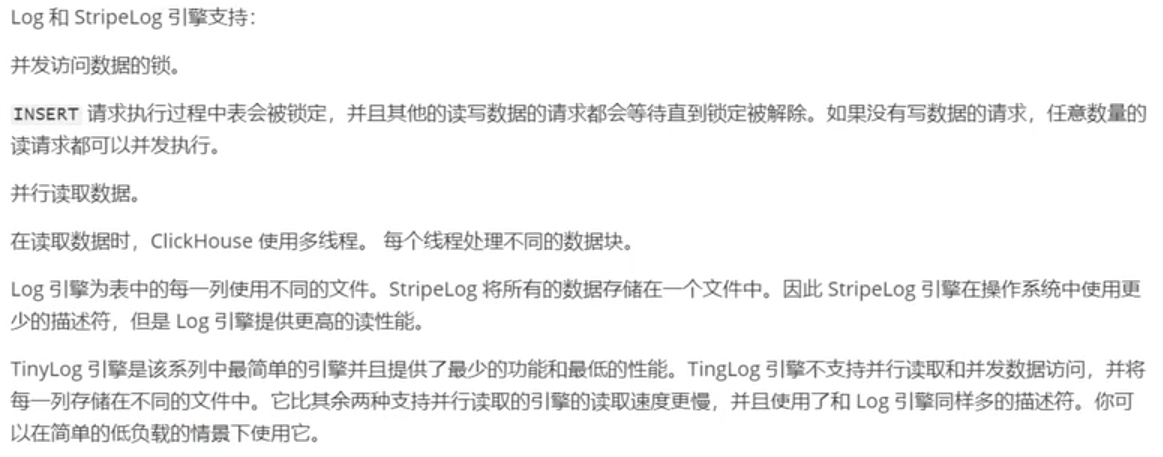 Log 和 StripeLog 引擎支持：
并发访问数据的锁。
INSERT 请求执行过程中表会被锁定，并且其他的读写数据的请求都会等待直到锁定被解除。如果没有写数据的请求，任意数量的
读请求都可以并发执行。
并行读取数据。
在读取数据时，ClickHouse 使用多线程。 每个线程处理不同的数据块。
Log 引擎为表中的每一列使用不同的文件。StripeLog 将所有的数据存储在一个文件中。因此 StripeLog 引擎在操作系统中使用更
少的描述符，但是 Log 引擎提供更高的读性能。
TinyLog 引擎是该系列中最简单的引擎并且提供了最少的功能和最低的性能。TingLog 引擎不支持并行读取和并发数据访问，并将
每一列存储在不同的文件中。它比其余两种支持并行读取的引擎的读取速度更慢，并且使用了和 Log 引擎同样多的描述符。你可
以在简单的低负载的情景下使用它。